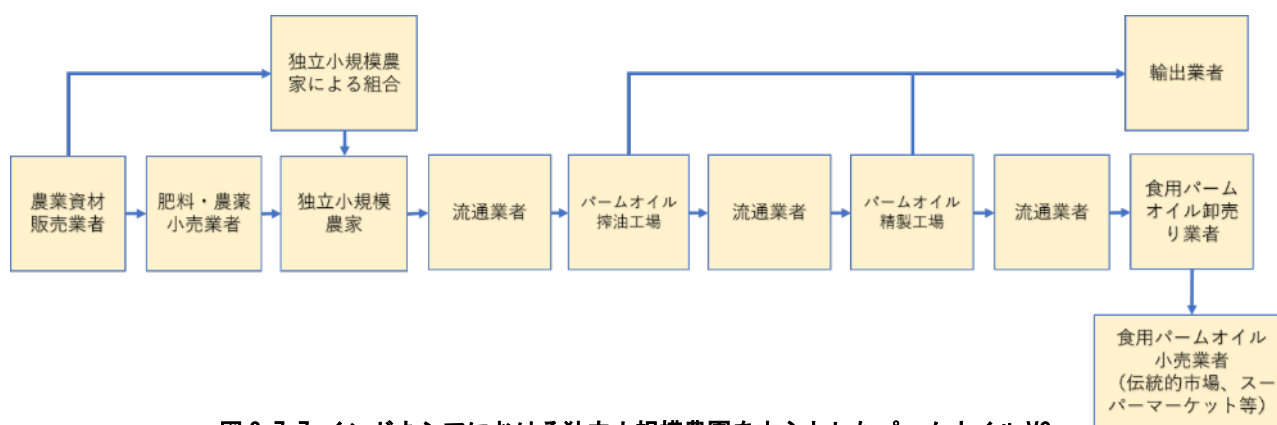 独立小規模農
家による組合
輸出業者
農業資材
販売業者
肥料・農薬
小売業者
独立小規模
農家
流通業者
パームオイル
搾油工場
流通業者
パームオイル
精製工場
流通業者
食用パーム
オイル卸売
り業者
食用パームオイル
小売業者
（伝統的市場、スー
パーマーケット等）